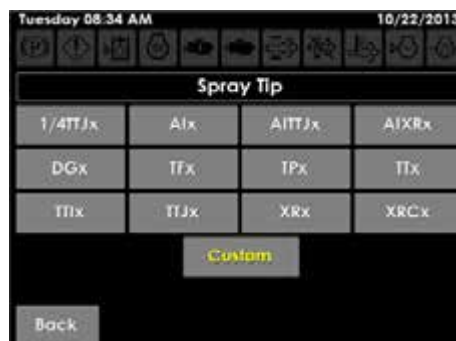 Tuesday 08:34 AM 10/22/2013
Spray Tip
1/4TTJx AIx AITTJx AIXRx
DGx TFx TPx TTx
TTIx TTJx XRx XRCx
Custom
Back